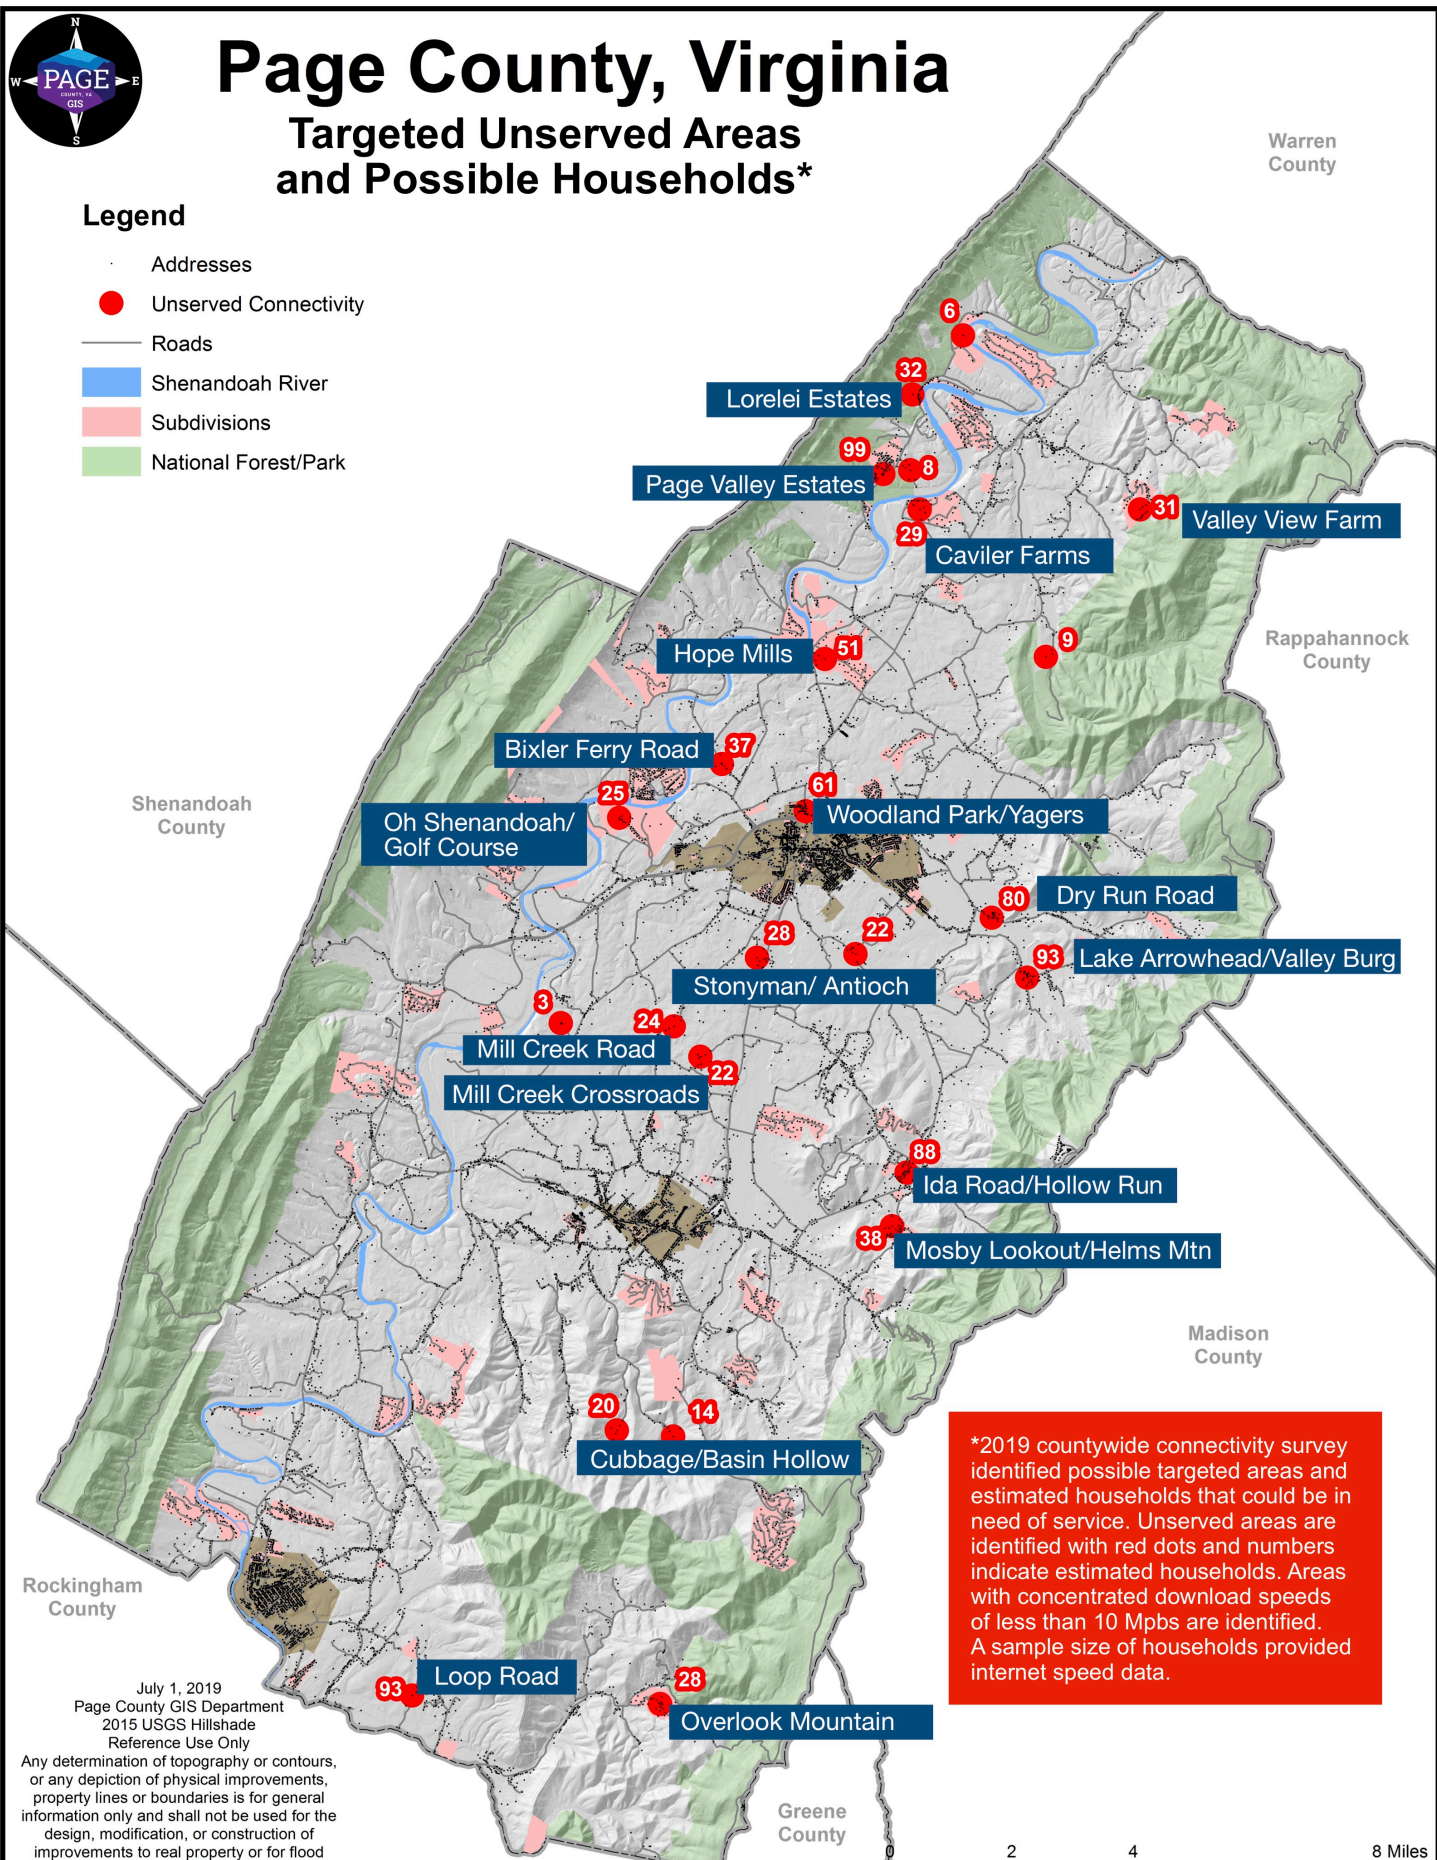 N
W
E
S
PAGE
COUNTY, VA
GIS
Page County, Virginia
Targeted Unserved Areas
and Possible Households*
Legend
Addresses
Unserved Connectivity
Roads
Shenandoah River
Subdivisions
National Forest/Park
Warren
County
6
32
Lorelei Estates
99
8
Page Valley Estates
29
31
Valley View Farm
Caviler Farms
9
Rappahannock
County
Hope Mills
51
Bixler Ferry Road
37
25
61
Woodland Park/Yagers
Shenandoah
County
Oh Shenandoah/
Golf Course
80
Dry Run Road
28
22
93
Lake Arrowhead/Valley Burg
Stonyman/ Antioch
3
24
Mill Creek Road
22
Mill Creek Crossroads
88
Ida Road/Hollow Run
38
Mosby Lookout/Helms Mtn
Madison
County
20
14
Cubbage/Basin Hollow
*2019 countywide connectivity survey
identified possible targeted areas and
estimated households that could be in
need of service. Unserved areas are
identified with red dots and numbers
indicate estimated households. Areas
with concentrated download speeds
of less than 10 Mpbs are identified.
A sample size of households provided
internet speed data.
Rockingham
County
93
Loop Road
28
Overlook Mountain
July 1, 2019
Page County GIS Department
2015 USGS Hillshade
Reference Use Only
Any determination of topography or contours,
or any depiction of physical improvements,
property lines or boundaries is for general
information only and shall not be used for the
design, modification, or construction of
improvements to real property or for flood
Greene
County
0 2 4 8 Miles